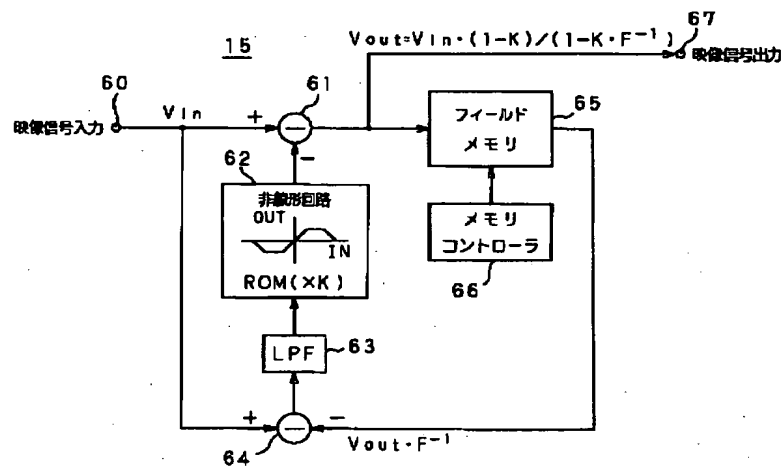 15
Vout=Vin・(1-K)/(1-K・F⁻¹)
67
映像信号出力
60
映像信号入力
Vin
+
61
−
−
フィールド
メモリ
65
62
非線形回路
OUT
IN
ROM(×K)
メモリ
コントローラ
66
LPF
63
+
−
−
64
Vout・F⁻¹